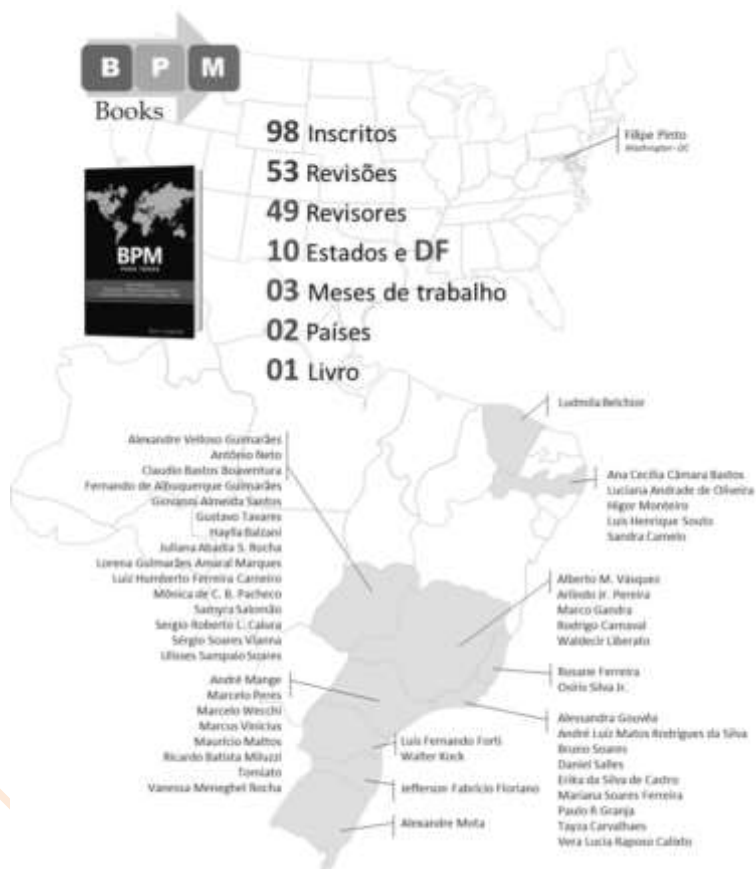 B P M
Books
BPM
PARA TODOS
98 Inscritos
53 Revisões
49 Revisores
10 Estados e DF
03 Meses de trabalho
02 Países
01 Livro
Filipe Pinto
Washington - DC
Ludmila Belchior
Ana Cecilia Câmara Bastos
Luciana Andrade de Oliveira
Higor Monteiro
Luis Henrique Souto
Sandra Camelo
Alexandre Velloso Guimarães
Antônio Neto
Claudio Bastos Boaventura
Fernando de Albuquerque Guimarães
Giovanni Almeida Santos
Gustavo Tavares
Haylla Balzani
Juliana Abadia S. Rocha
Lorena Guimarães Amaral Marques
Luiz Humberto Ferreira Carneiro
Mônica de C. B. Pacheco
Samyra Salomão
Sergio Roberto L. Calura
Sérgio Soares Vianna
Ulisses Sampaio Soares
Alberto M. Vásquez
Arlindo Jr. Pereira
Marco Gandra
Rodrigo Carnaval
Waldecir Liberato
Rosane Ferreira
Osirio Silva Jr.
André Mange
Marcelo Peres
Marcelo Wecchi
Marcus Vinicius
Mauricio Mattos
Ricardo Batista Miluzzi
Tomiato
Vanessa Meneghel Rocha
Alessandra Gouvêa
André Luiz Matos Rodrigues da Silva
Bruno Soares
Daniel Salles
Erika da Silva de Castro
Mariana Soares Ferreira
Paulo R Granja
Tayza Carvalhaes
Vera Lucia Raposo Calixto
Luis Fernando Forti
Walter Kock
Jefferson Fabrício Floriano
Alexandre Mota